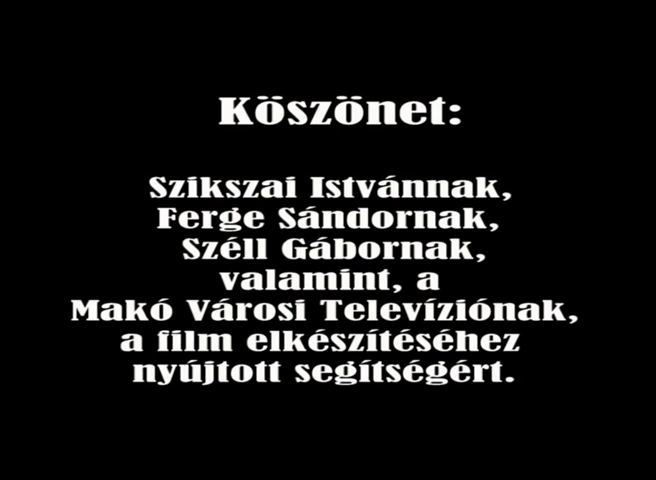 Köszönet:
Szikszai Istvánnak,
Ferge Sándornak,
Széll Gábornak,
valamint, a
Makó Városi Televíziónak,
a film elkészítéséhez
nyújtott segítségért.